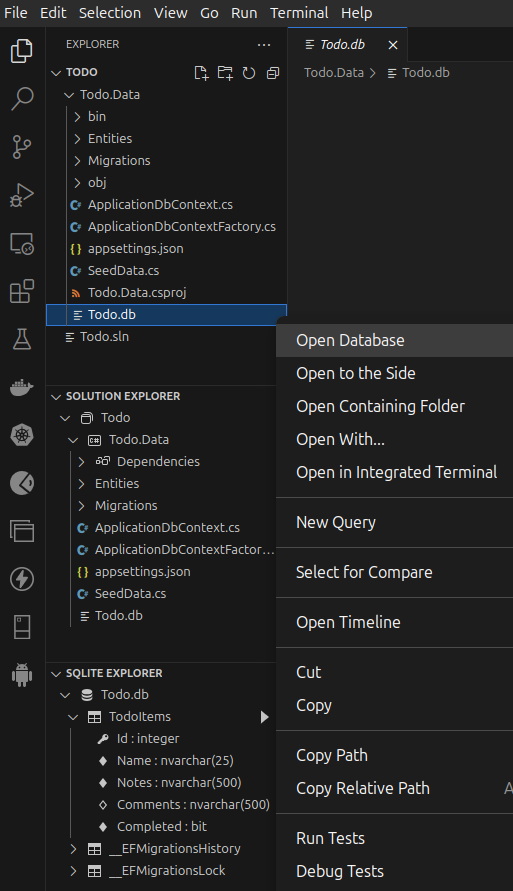 File Edit Selection View Go Run Terminal Help
EXPLORER
TODO
Todo.Data
bin
Entities
Migrations
obj
C# ApplicationDbContext.cs
C# ApplicationDbContextFactory.cs
{} appsettings.json
C# SeedData.cs
Todo.Data.csproj
Todo.db
Todo.sln
SOLUTION EXPLORER
Todo
C# Todo.Data
Dependencies
Entities
Migrations
C# ApplicationDbContext.cs
C# ApplicationDbContextFactor...
{} appsettings.json
C# SeedData.cs
Todo.db
SQLITE EXPLORER
Todo.db
TodoItems
Id : integer
Name : nvarchar(25)
Notes : nvarchar(500)
Comments : nvarchar(500)
Completed : bit
__EFMigrationsHistory
__EFMigrationsLock
Todo.db
Todo.Data > Todo.db
Open Database
Open to the Side
Open Containing Folder
Open With...
Open in Integrated Terminal
New Query
Select for Compare
Open Timeline
Cut
Copy
Copy Path
Copy Relative Path
Run Tests
Debug Tests